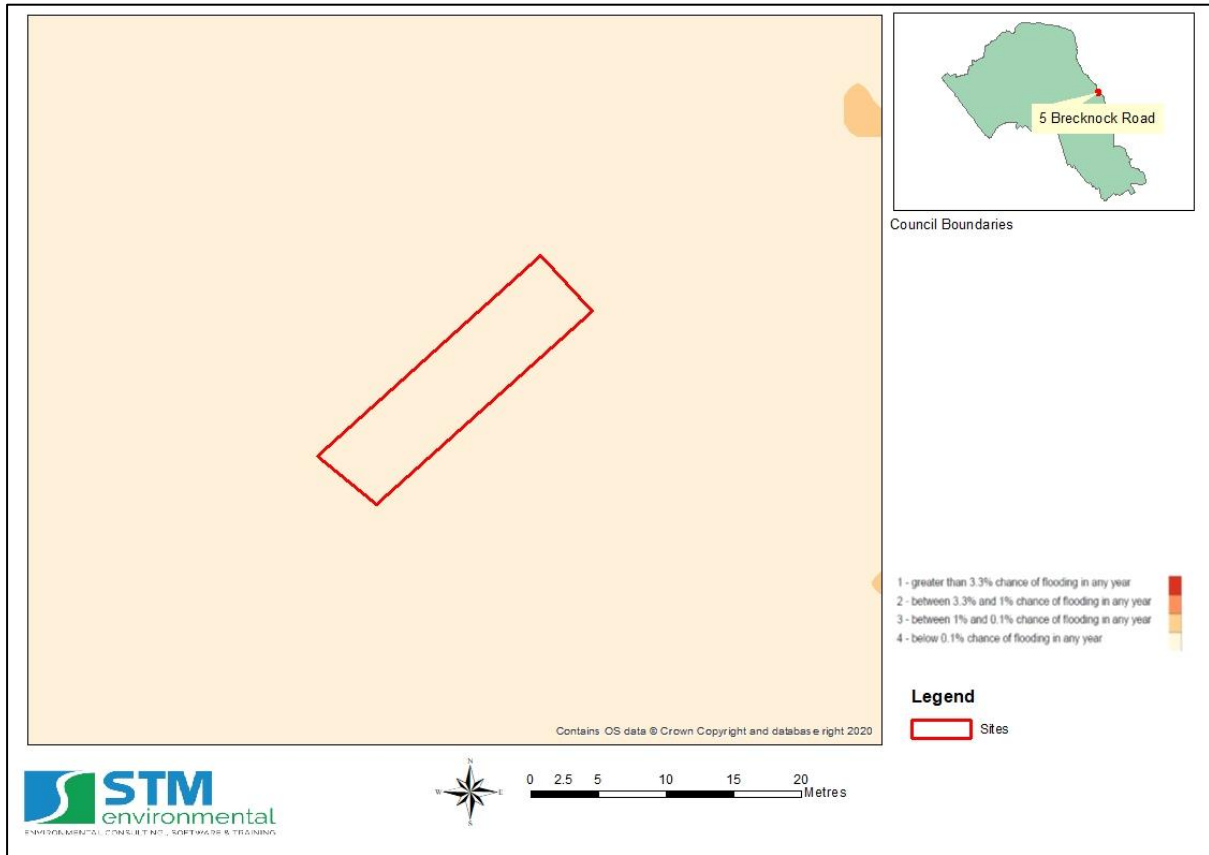 5 Brecknock Road
Council Boundaries
1 - greater than 3.3% chance of flooding in any year
2 - between 3.3% and 1% chance of flooding in any year
3 - between 1% and 0.1% chance of flooding in any year
4 - below 0.1% chance of flooding in any year
Legend
Sites
Contains OS data © Crown Copyright and database right 2020
STM
environmental
ENVIRONMENTAL CONSULTING, SOFTWARE & TRAINING
N
W E
S
0 2.5 5 10 15 20
Metres